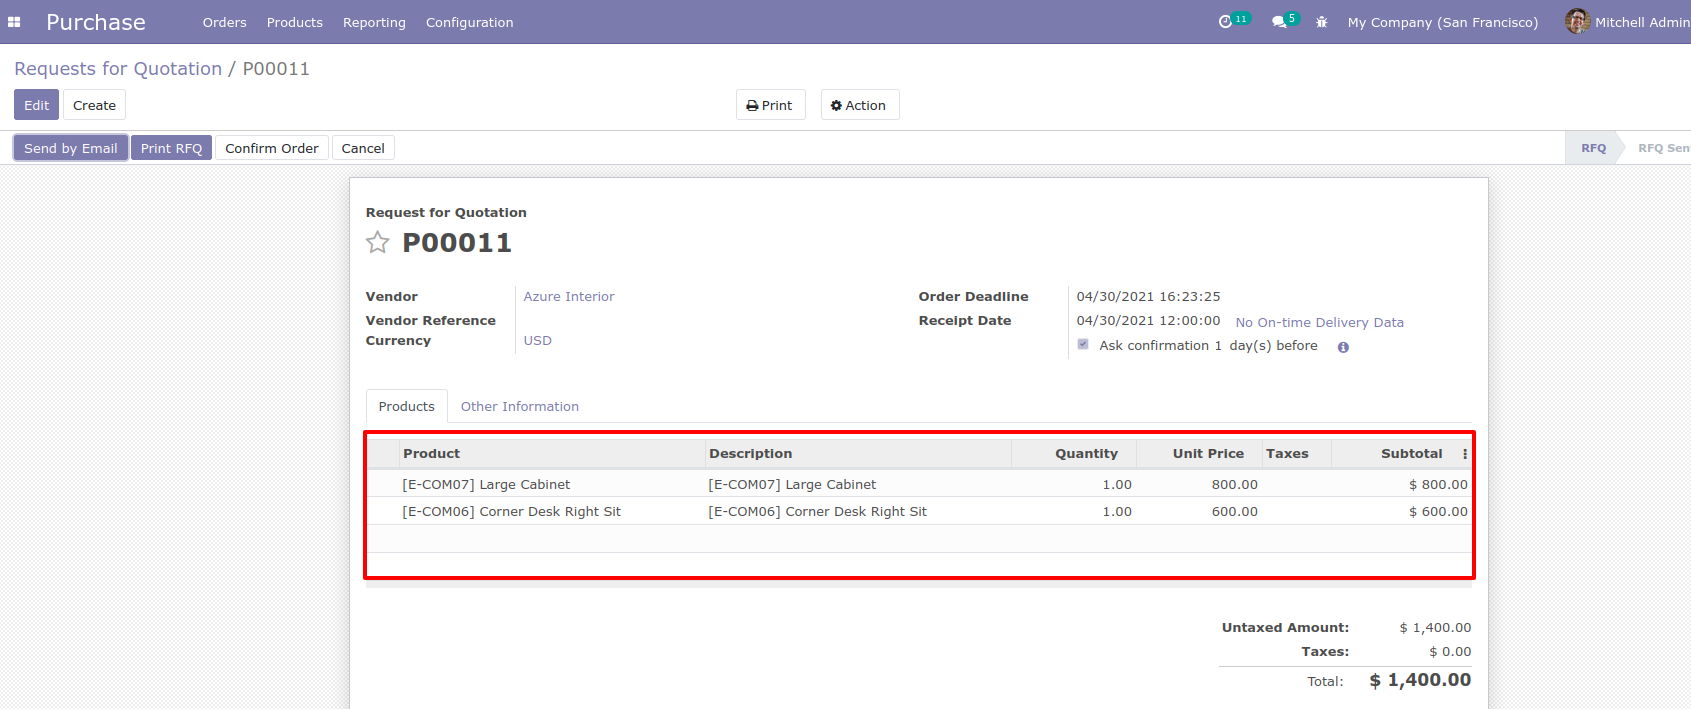 Purchase Orders Products Reporting Configuration 11 5 My Company (San Francisco) Mitchell Admin
Requests for Quotation / P00011
Edit Create Print Action
Send by Email Print RFQ Confirm Order Cancel RFQ RFQ Sen
Request for Quotation
P00011
Vendor Azure Interior Order Deadline 04/30/2021 16:23:25
Vendor Reference Receipt Date 04/30/2021 12:00:00 No On-time Delivery Data
Currency USD Ask confirmation 1 day(s) before
Products Other Information
Product Description Quantity Unit Price Taxes Subtotal
[E-COM07] Large Cabinet [E-COM07] Large Cabinet 1.00 800.00 $ 800.00
[E-COM06] Corner Desk Right Sit [E-COM06] Corner Desk Right Sit 1.00 600.00 $ 600.00
Untaxed Amount: $ 1,400.00
Taxes: $ 0.00
Total: $ 1,400.00